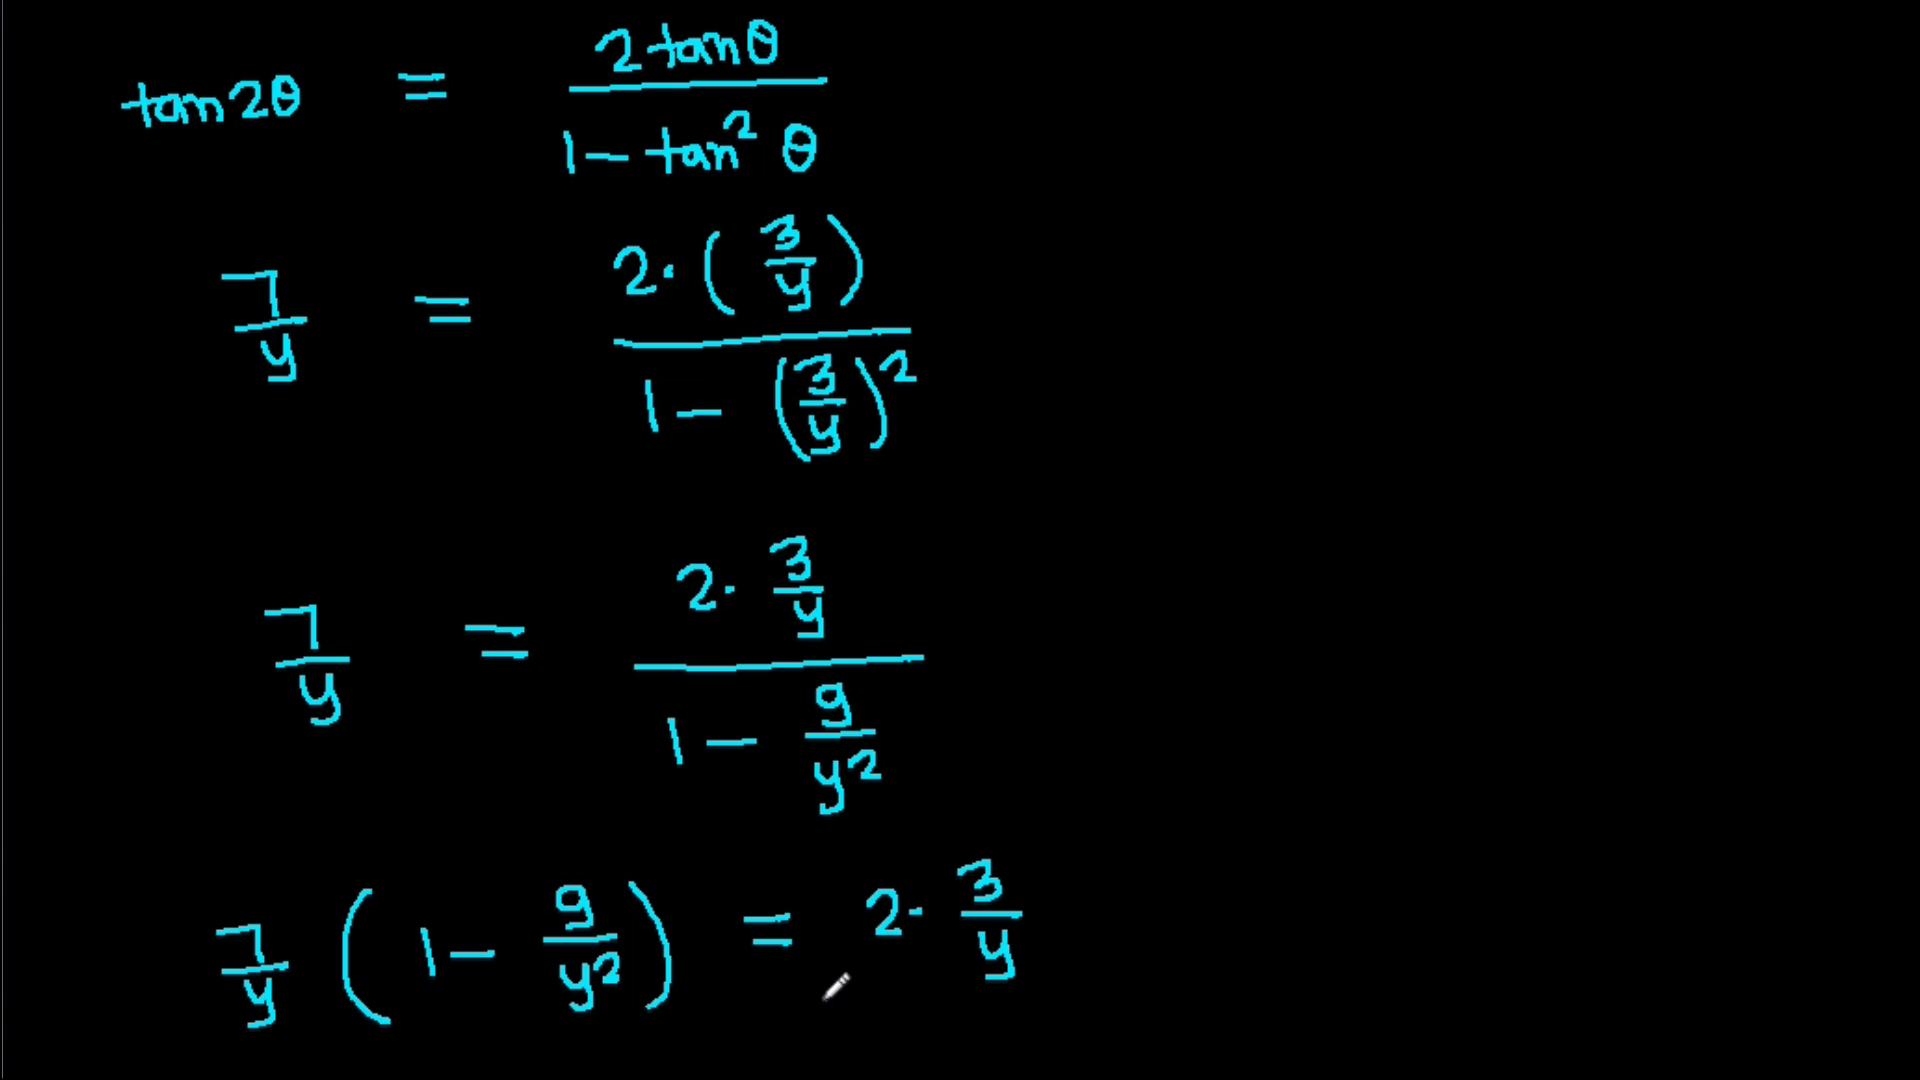 tan2θ = 2tanθ / 1 - tan² θ
7/y = 2·(3/y) / 1 - (3/y)²
7/y = 2·3/y / 1 - 9/y²
7/y (1 - 9/y²) = 2·3/y